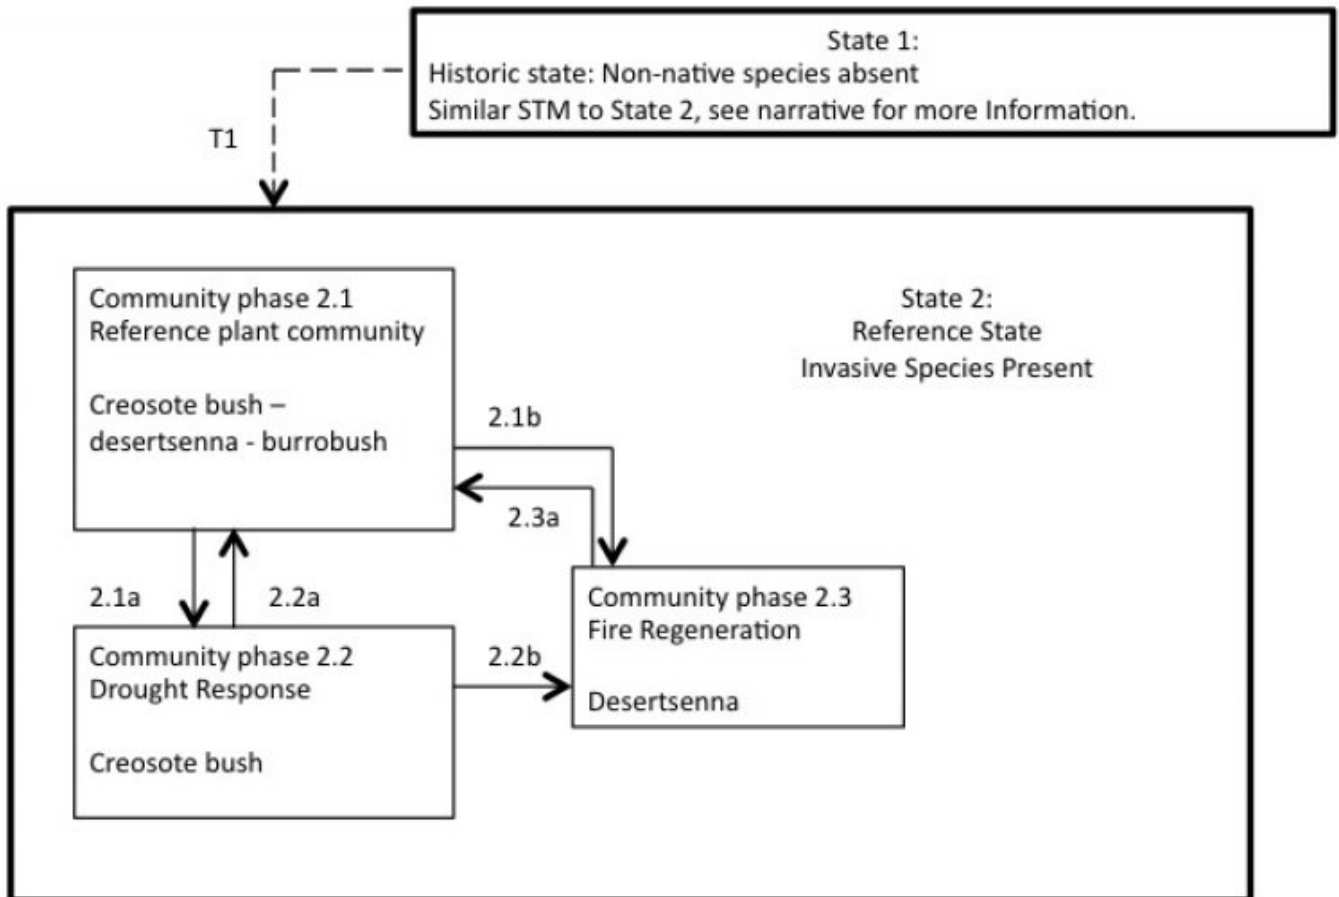 State 1:
Historic state: Non-native species absent
Similar STM to State 2, see narrative for more Information.
T1
Community phase 2.1
Reference plant community
Creosote bush –
desertsenna - burrobush
State 2:
Reference State
Invasive Species Present
2.1b
2.3a
2.1a
2.2a
Community phase 2.2
Drought Response
Creosote bush
2.2b
Community phase 2.3
Fire Regeneration
Desertsenna